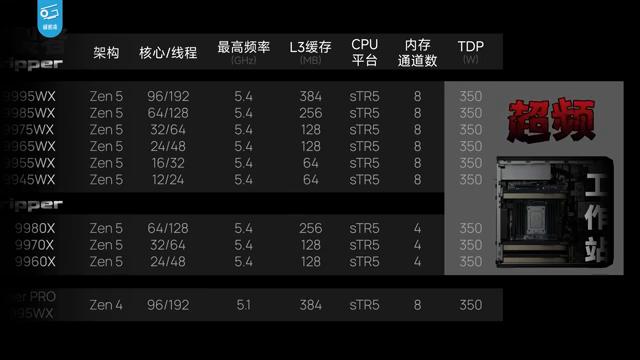 架构 核心/线程 最高频率 (GHz) L3缓存 (MB) CPU平台 内存通道数 TDP (W)
ripper
9995WX Zen 5 96/192 5.4 384 sTR5 8 350
9985WX Zen 5 64/128 5.4 256 sTR5 8 350
9975WX Zen 5 32/64 5.4 128 sTR5 8 350
9965WX Zen 5 24/48 5.4 128 sTR5 8 350
9955WX Zen 5 16/32 5.4 64 sTR5 8 350
9945WX Zen 5 12/24 5.4 64 sTR5 8 350
ripper
9980X Zen 5 64/128 5.4 256 sTR5 4 350
9970X Zen 5 32/64 5.4 128 sTR5 4 350
9960X Zen 5 24/48 5.4 128 sTR5 4 350
per PRO
995WX Zen 4 96/192 5.1 384 sTR5 8 350
超频
工作站